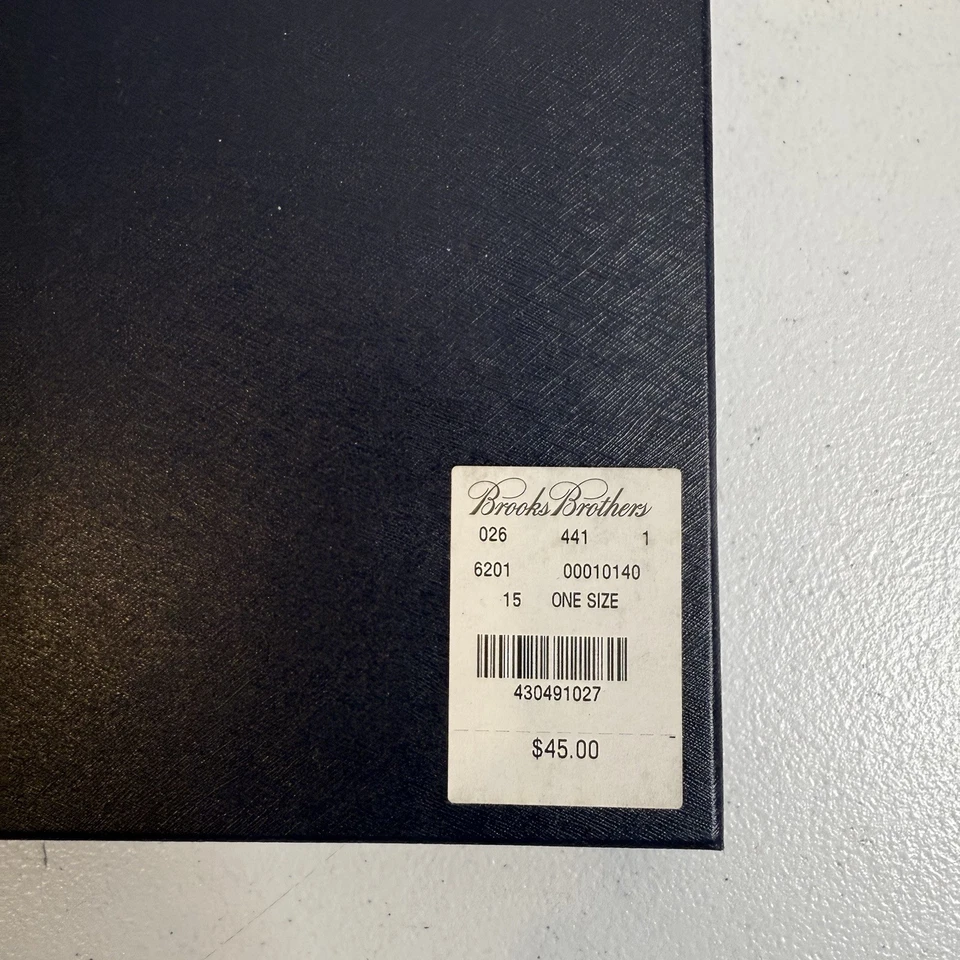 Brooks Brothers
026 441 1
6201 00010140
15 ONE SIZE
430491027
$45.00